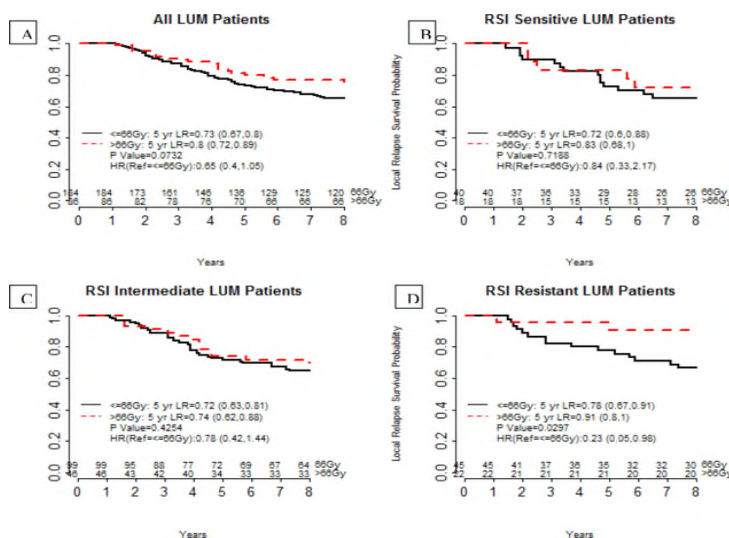 A
All LUM Patients
1.0
0.8
0.6
0.4
0.2
0.0
<=66Gy: 5 yr LR=0.73 (0.67,0.8)
>66Gy: 5 yr LR=0.8 (0.72,0.89)
P Value=0.0732
HR(Ref=<=66Gy):0.65 (0.4,1.05)
184 184 173 161 146 136 129 125 120 66Gy
86 86 82 78 76 70 66 66 66 >66Gy
0 1 2 3 4 5 6 7 8
Years
B
RSI Sensitive LUM Patients
Local Relapse Survival Probability
1.0
0.8
0.6
0.4
0.2
0.0
<=66Gy: 5 yr LR=0.72 (0.6,0.88)
>66Gy: 5 yr LR=0.83 (0.68,1)
P Value=0.7188
HR(Ref=<=66Gy):0.84 (0.33,2.17)
40 40 37 36 33 29 28 26 26 66Gy
18 18 16 15 15 14 13 13 13 >66Gy
0 1 2 3 4 5 6 7 8
Years
C
RSI Intermediate LUM Patients
1.0
0.8
0.6
0.4
0.2
0.0
<=66Gy: 5 yr LR=0.72 (0.63,0.81)
>66Gy: 5 yr LR=0.74 (0.62,0.88)
P Value=0.4254
HR(Ref=<=66Gy):0.78 (0.42,1.44)
99 99 95 88 77 72 69 67 64 66Gy
46 46 43 42 40 34 33 33 33 >66Gy
0 1 2 3 4 5 6 7 8
Years
D
RSI Resistant LUM Patients
Local Relapse Survival Probability
1.0
0.8
0.6
0.4
0.2
0.0
<=66Gy: 5 yr LR=0.78 (0.67,0.91)
>66Gy: 5 yr LR=0.91 (0.8,1)
P Value=0.0297
HR(Ref=<=66Gy):0.23 (0.05,0.98)
45 45 41 37 36 35 32 32 30 66Gy
22 22 21 21 21 21 20 20 20 >66Gy
0 1 2 3 4 5 6 7 8
Years